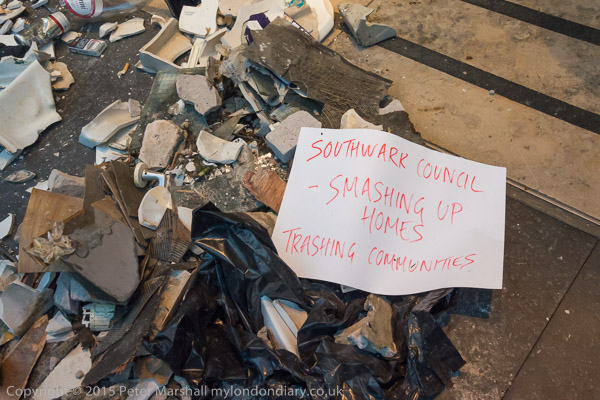 SOUTHWARK COUNCIL
- SMASHING UP
HOMES
TRASHING COMMUNITIES.
Copyright © 2015 Peter Marshall mylondondiary.co.uk